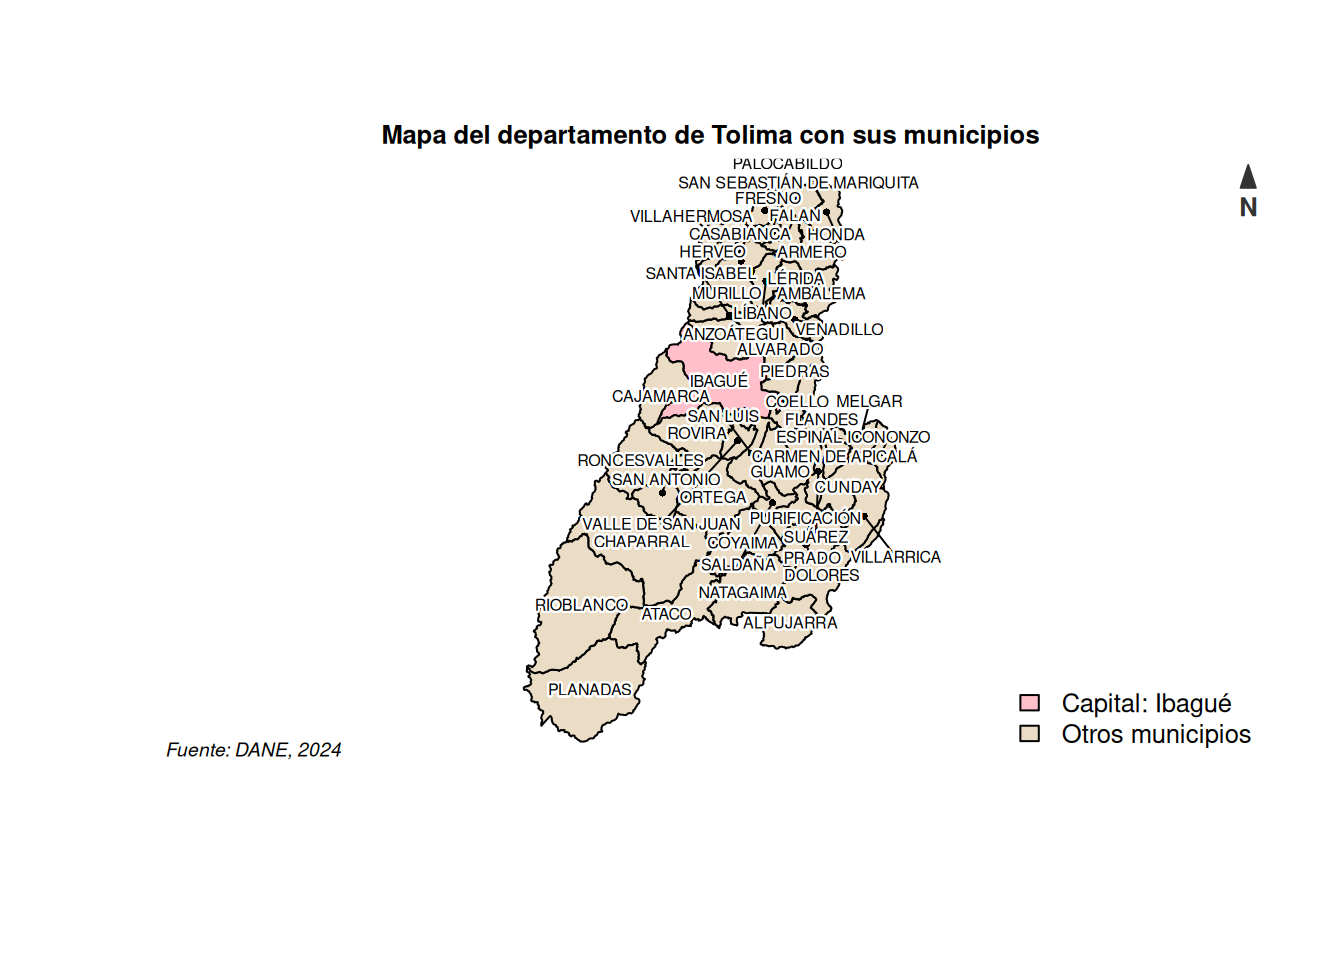 Mapa del departamento de Tolima con sus municipios
PALOCABILDO
SAN SEBASTIÁN DE MARIQUITA
FRESNO
VILLAHERMOSA
FALAN
CASABIANCA
HONDA
HERVEO
ARMERO
SANTA ISABEL
LÉRIDA
MURILLO
AMBALEMA
LÍBANO
VENADILLO
ANZOÁTEGUI
ALVARADO
PIEDRAS
IBAGUÉ
CAJAMARCA
COELLO
MELGAR
SAN LUIS
FLANDES
ROVIRA
ESPINAL
ICONONZO
CARMEN DE APICALÁ
RONCESVALLES
GUAMO
SAN ANTONIO
CUNDAY
ORTEGA
PURIFICACIÓN
VALLE DE SAN JUAN
SUÁREZ
CHAPARRAL
COYAIMA
PRADO
VILLARRICA
SALDAÑA
DOLORES
NATAGAIMA
RIOBLANCO
ATACO
ALPUJARRA
PLANADAS
N
Capital: Ibagué
Otros municipios
Fuente: DANE, 2024